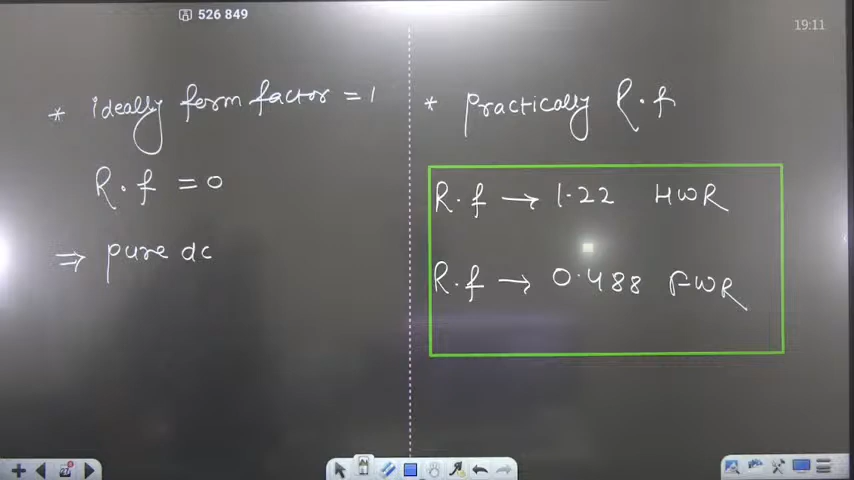 526 849
19:11
* ideally form factor = 1
R.f = 0
⇒ pure dc
* Practically R.f
R.f → 1.22 HWR
R.f → 0.488 FWR